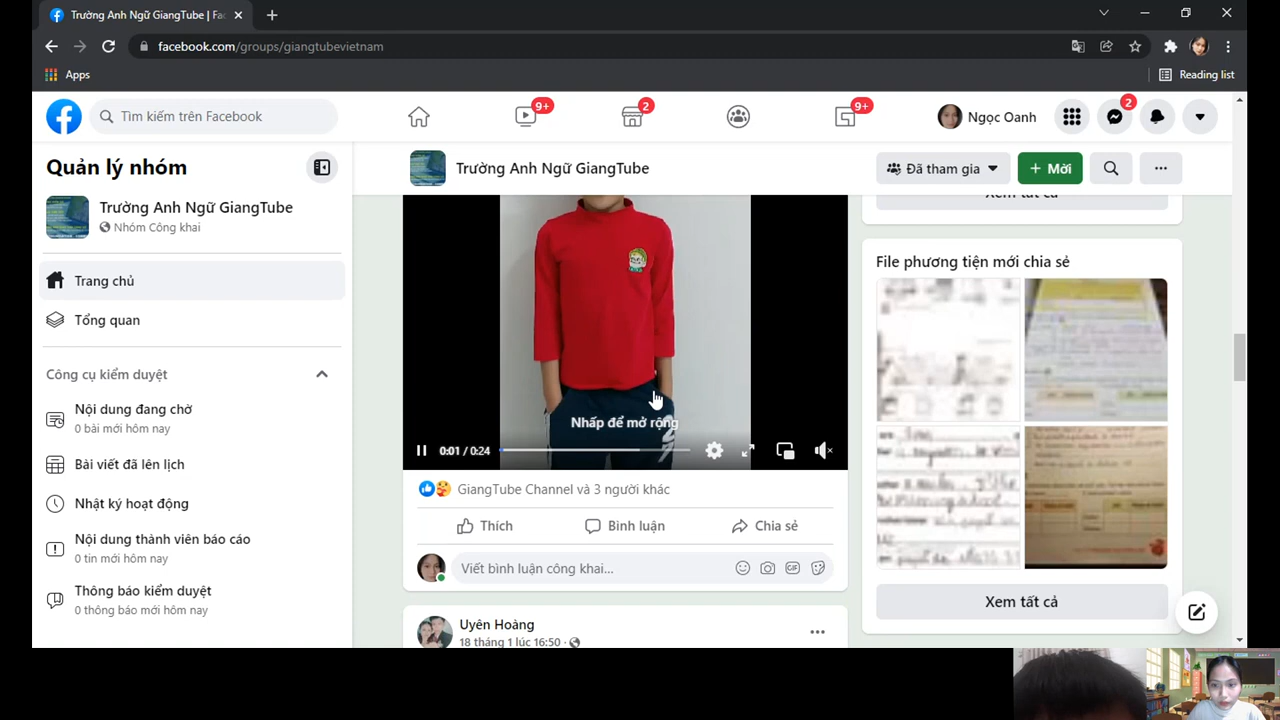 Trường Anh Ngữ GiangTube | Fac
facebook.com/groups/giangtubevietnam
Apps
Reading list
Tìm kiếm trên Facebook
9+
2
9+
Ngọc Oanh
2
Quản lý nhóm
Trường Anh Ngữ GiangTube
Nhóm Công khai
Trang chủ
Tổng quan
Công cụ kiểm duyệt
Nội dung đang chờ
0 bài mới hôm nay
Bài viết đã lên lịch
Nhật ký hoạt động
Nội dung thành viên báo cáo
0 tin mới hôm nay
Thông báo kiểm duyệt
0 thông báo mới hôm nay
Trường Anh Ngữ GiangTube
Đã tham gia
+ Mời
Nhấp để mở rộng
0:01 / 0:24
GiangTube Channel và 3 người khác
Thích
Bình luận
Chia sẻ
Viết bình luận công khai...
GIF
Uyên Hoàng
18 tháng 1 lúc 16:50
Xem tất cả
File phương tiện mới chia sẻ
Xem tất cả